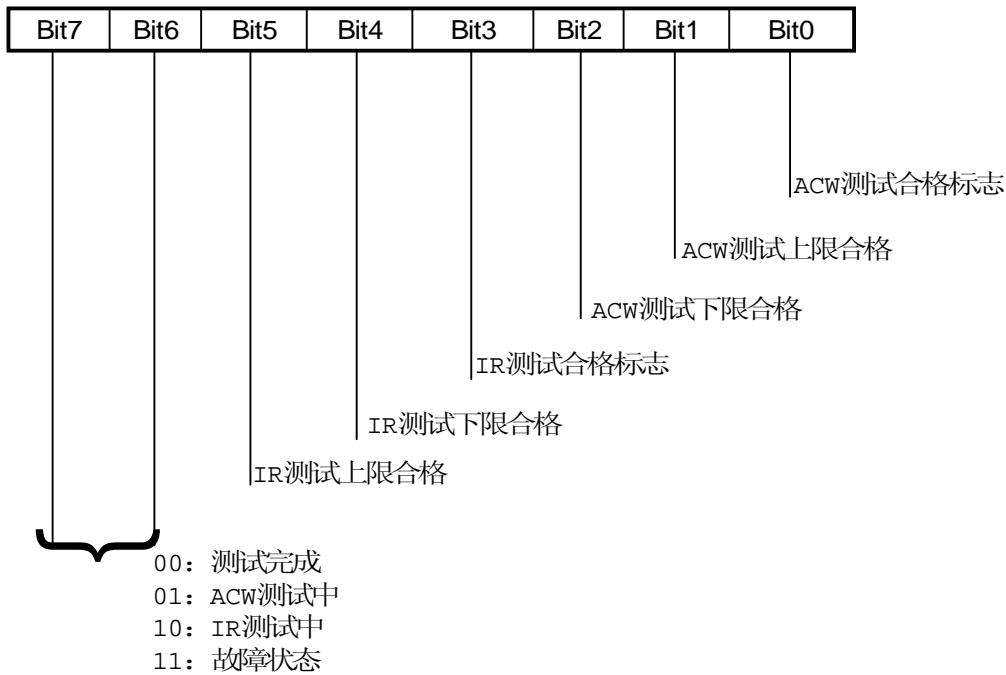 Bit7 Bit6 Bit5 Bit4 Bit3 Bit2 Bit1 Bit0
ACW测试合格标志
ACW测试上限合格
ACW测试下限合格
IR测试合格标志
IR测试下限合格
IR测试上限合格
00：测试完成
01：ACW测试中
10：IR测试中
11：故障状态